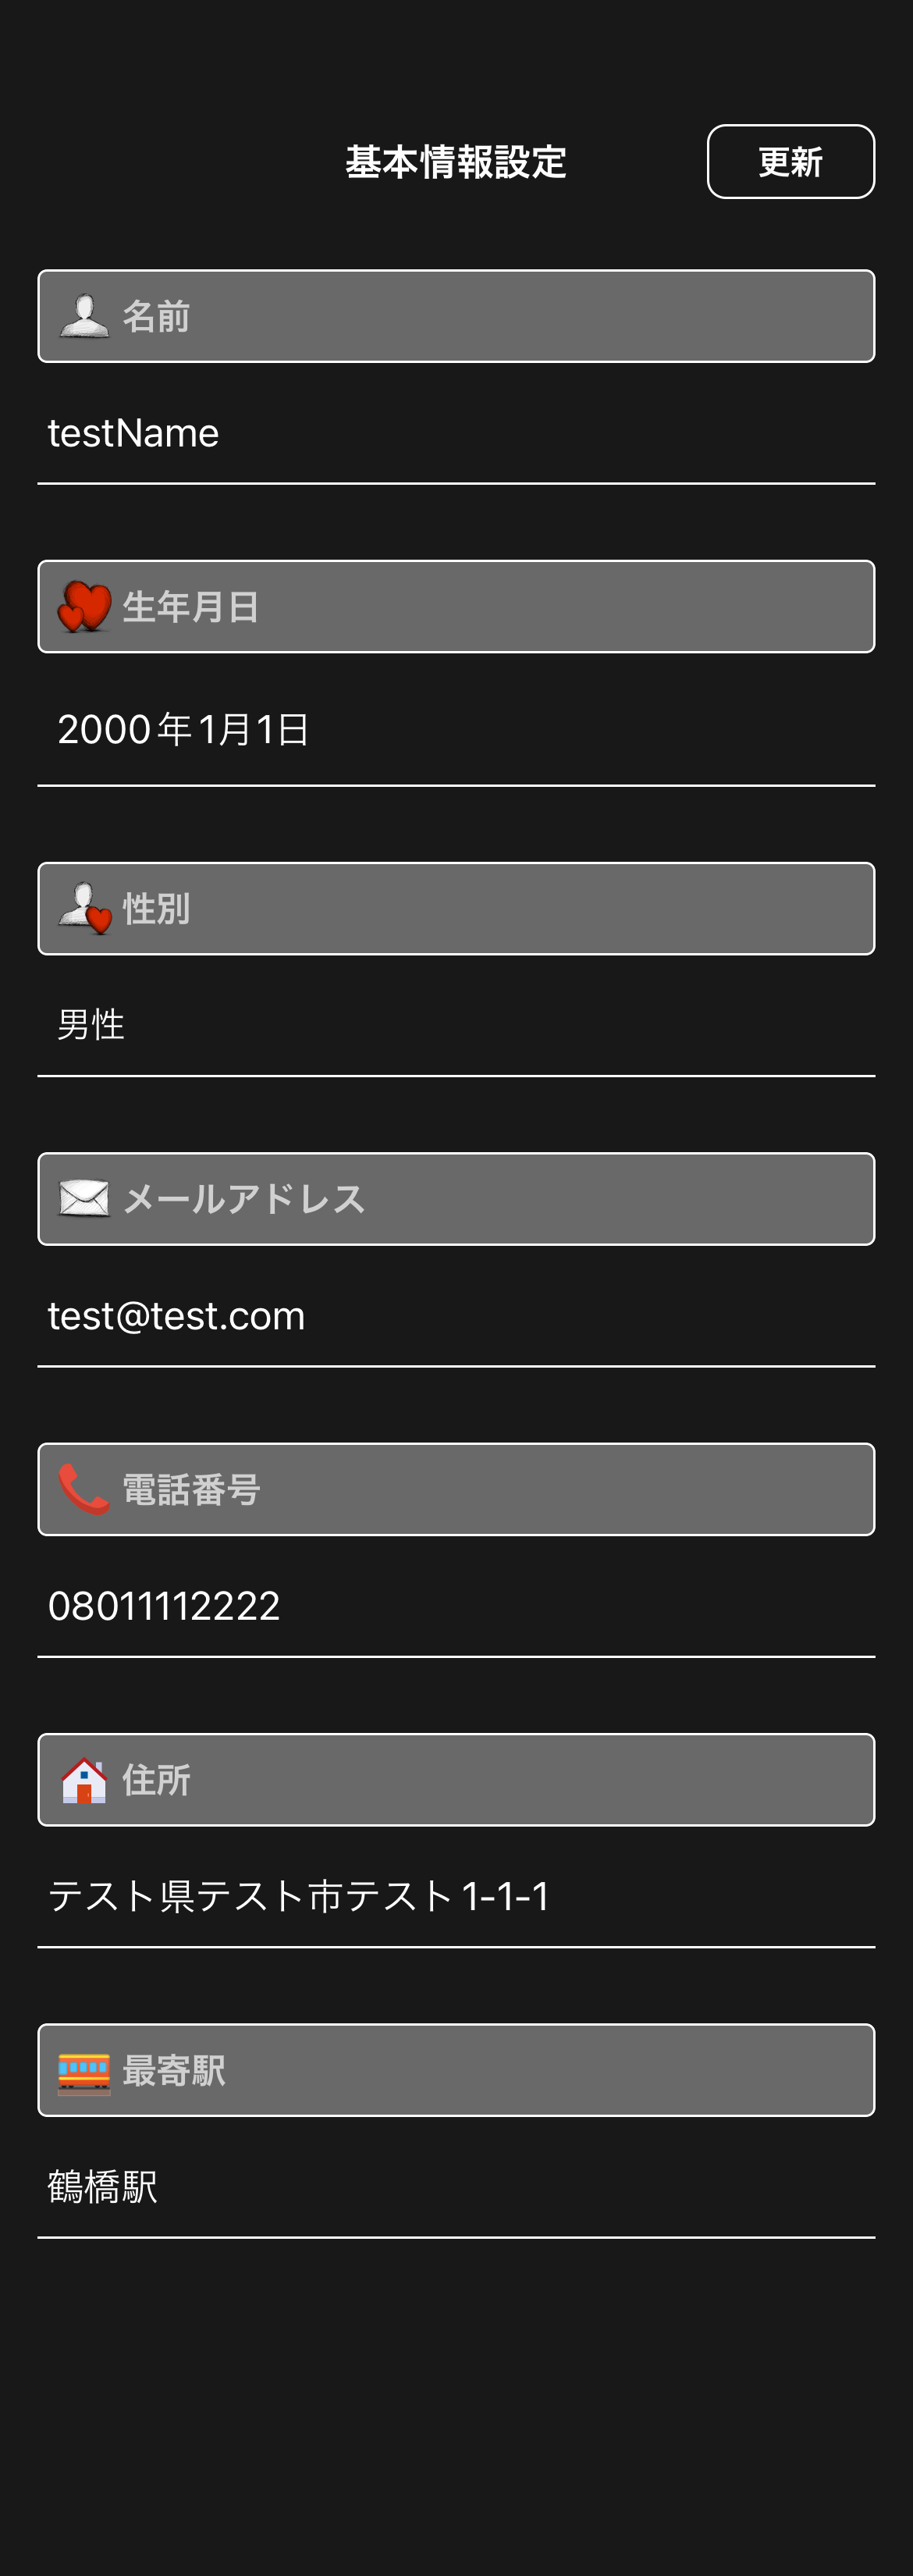 基本情報設定
更新
名前
testName
生年月日
2000年1月1日
性別
男性
メールアドレス
test@test.com
電話番号
08011112222
住所
テスト県テスト市テスト1-1-1
最寄駅
鶴橋駅